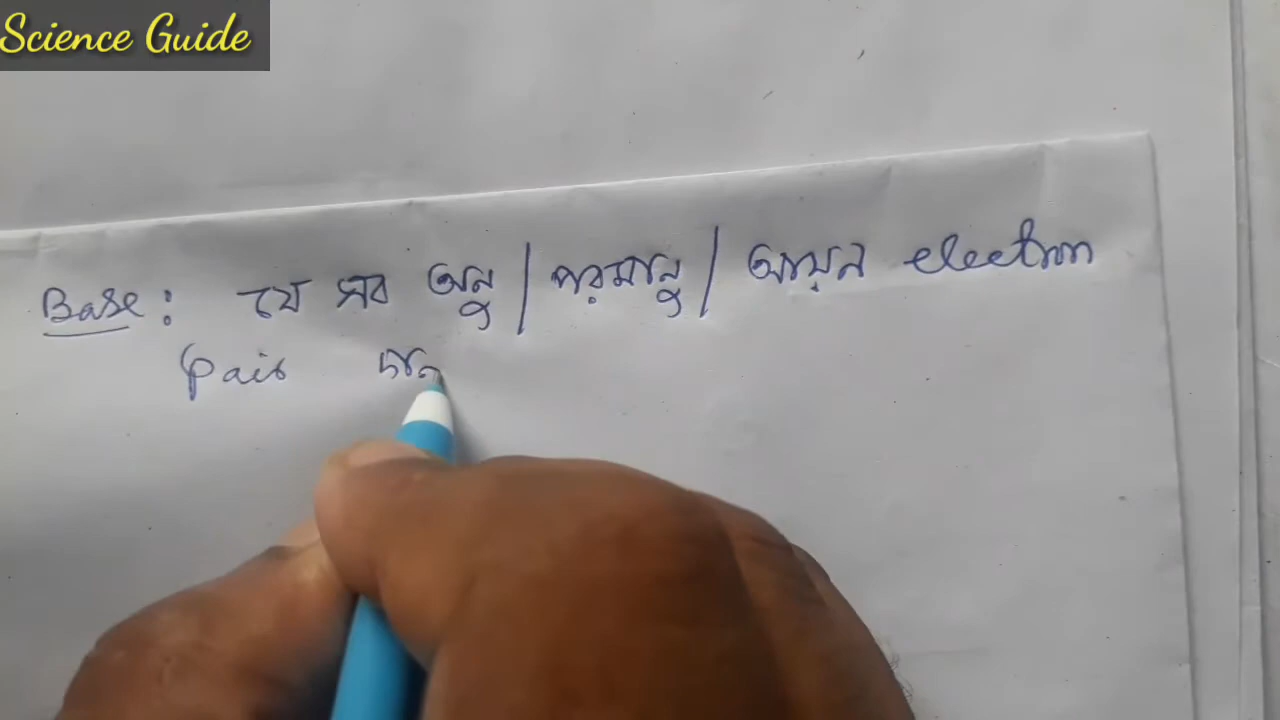 Science Guide
Base : যে সব অনু / পরমানু / আয়ন electron
pair দান